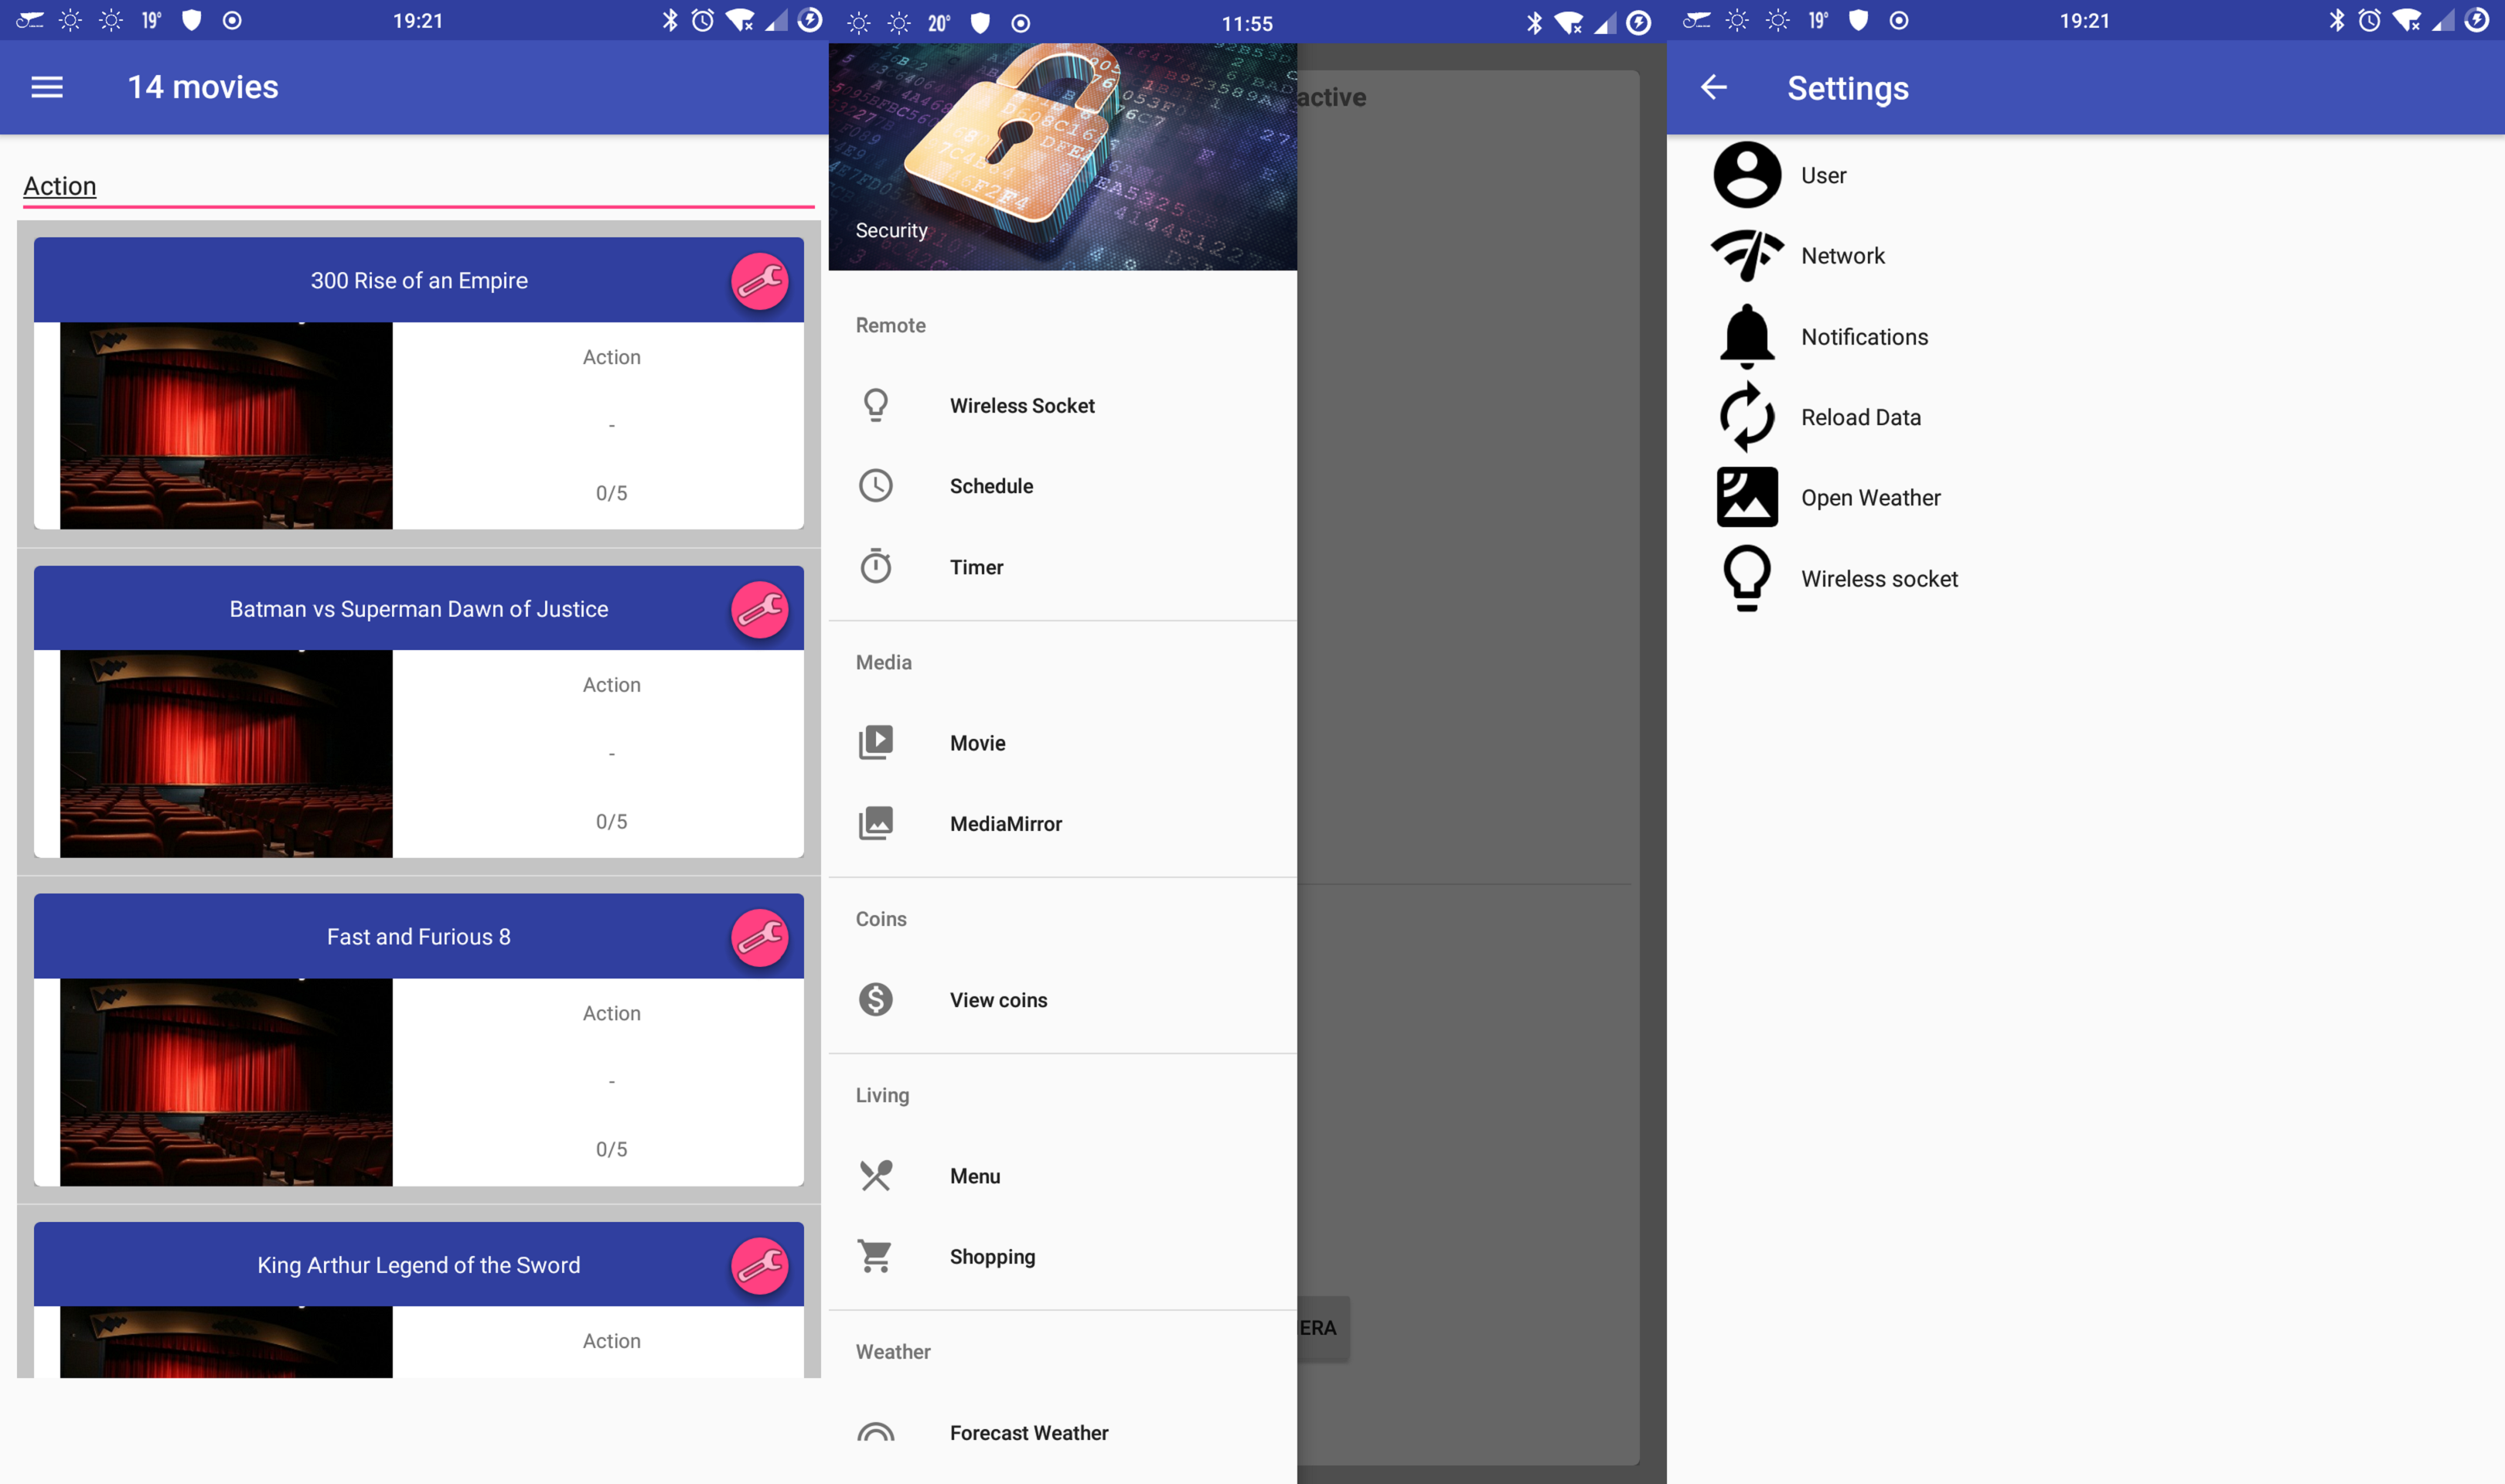 19° 19:21
14 movies
Action
300 Rise of an Empire
Action
-
0/5
Batman vs Superman Dawn of Justice
Action
-
0/5
Fast and Furious 8
Action
-
0/5
King Arthur Legend of the Sword
Action
20° 11:55
Security
Remote
Wireless Socket
Schedule
Timer
Media
Movie
MediaMirror
Coins
View coins
Living
Menu
Shopping
Weather
Forecast Weather
active
ERA
19° 19:21
Settings
User
Network
Notifications
Reload Data
Open Weather
Wireless socket